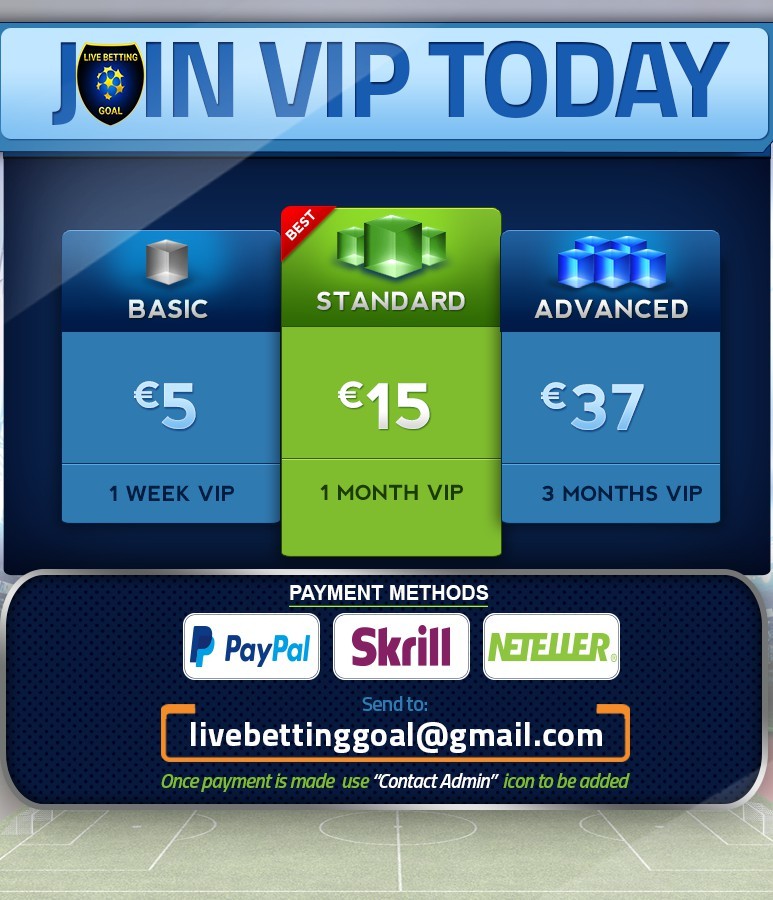 JOIN VIP TODAY
LIVE BETTING
GOAL
BEST
BASIC
STANDARD
ADVANCED
€5
€15
€37
1 WEEK VIP
1 MONTH VIP
3 MONTHS VIP
PAYMENT METHODS
PayPal
Skrill
NETELLER®
Send to:
livebettinggoal@gmail.com
Once payment is made use “Contact Admin” icon to be added